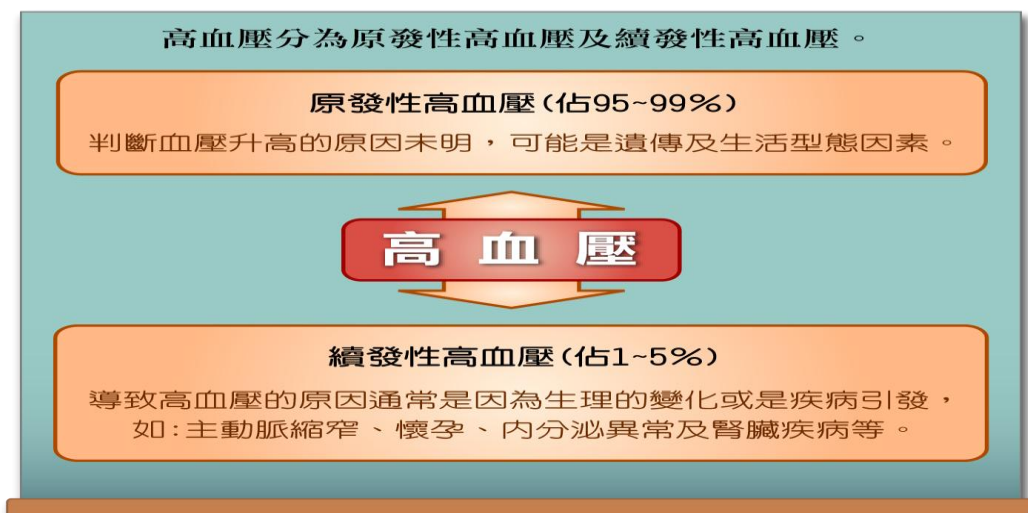 高血壓分為原發性高血壓及續發性高血壓。
原發性高血壓(佔95~99%)
判斷血壓升高的原因未明，可能是遺傳及生活型態因素。
高血壓
續發性高血壓(佔1~5%)
導致高血壓的原因通常是因為生理的變化或是疾病引發，
如:主動脈縮窄、懷孕、內分泌異常及腎臟疾病等。